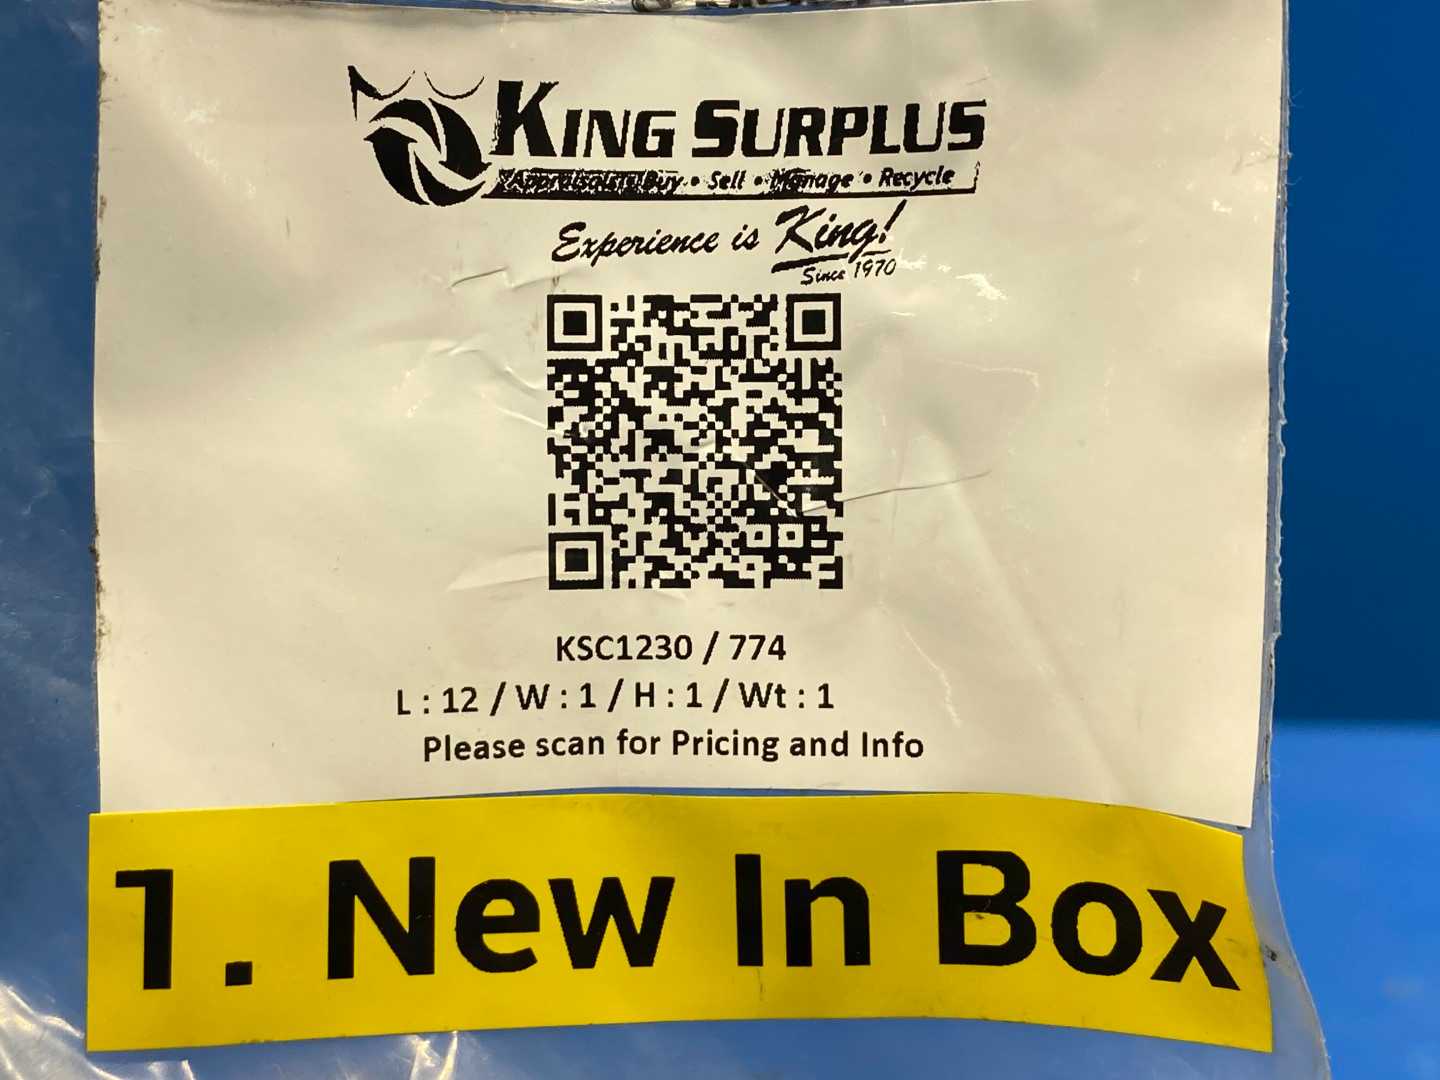 KING SURPLUS
Appraisals • Buy • Sell • Manage • Recycle
Experience is King!
Since 1970
KSC1230 / 774
L : 12 / W : 1 / H : 1 / Wt : 1
Please scan for Pricing and Info
1. New In Box